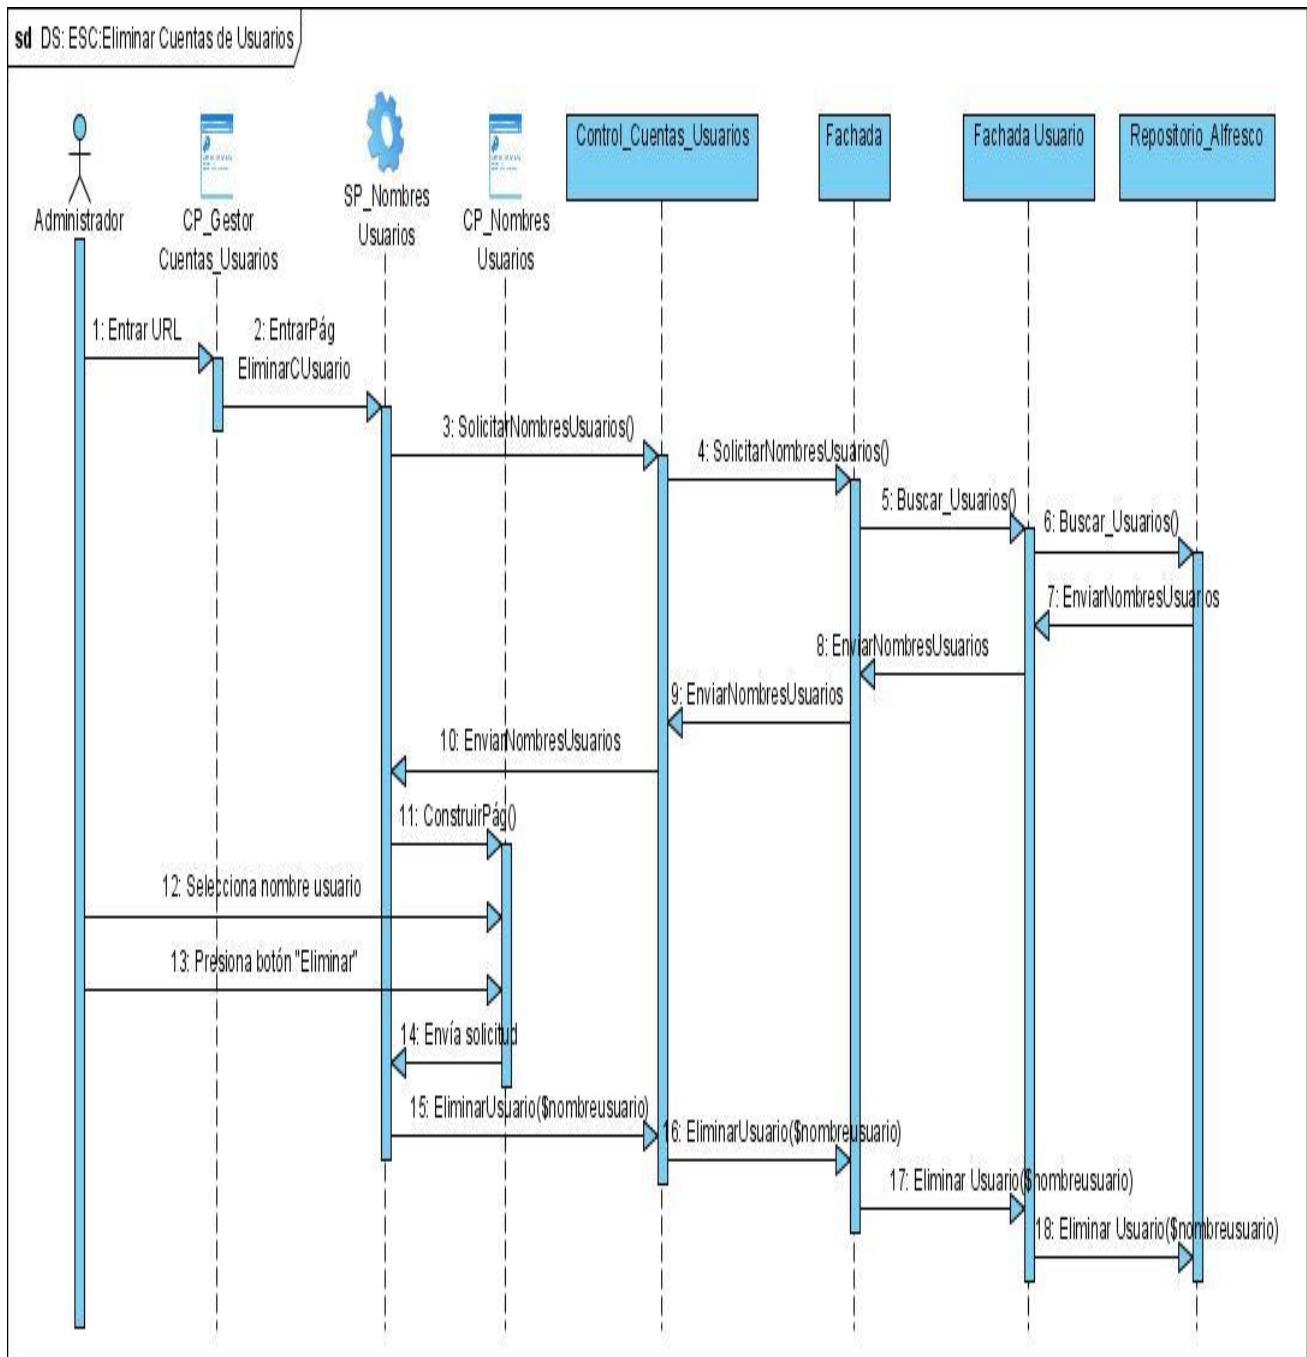 sd DS: ESC:Eliminar Cuentas de Usuarios
Administrador
CP_Gestor
Cuentas_Usuarios
SP_Nombres
Usuarios
CP_Nombres
Usuarios
Control_Cuentas_Usuarios
Fachada
Fachada Usuario
Repositorio_Alfresco
1: Entrar URL
2: EntrarPág
EliminarCUsuario
3: SolicitarNombresUsuarios()
4: SolicitarNombresUsuarios()
5: Buscar_Usuarios()
6: Buscar_Usuarios()
7: EnviarNombresUsuarios
8: EnviarNombresUsuarios
9: EnviarNombresUsuarios
10: EnviarNombresUsuarios
11: ConstruirPág()
12: Selecciona nombre usuario
13: Presiona botón "Eliminar"
14: Envía solicitud
15: EliminarUsuario($nombreusuario)
16: EliminarUsuario($nombreusuario)
17: Eliminar Usuario($nombreusuario)
18: Eliminar Usuario($nombreusuario)